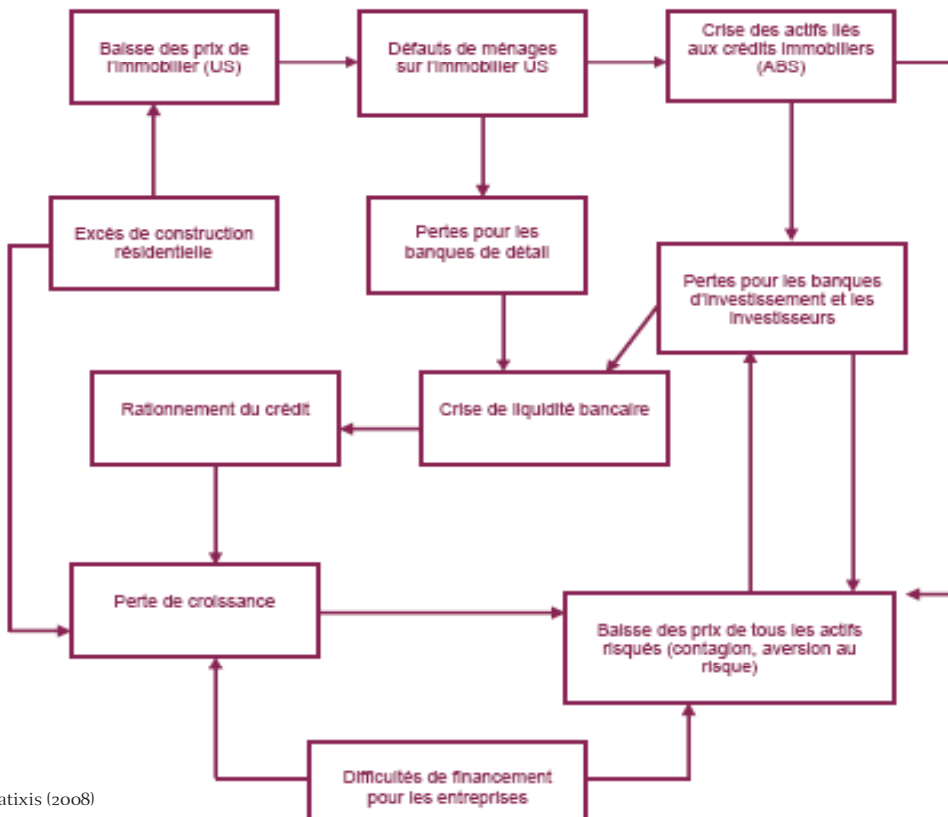 Baisse des prix de
l'immobilier (US)
Défauts de ménages
sur l'immobilier US
Crise des actifs liés
aux crédits immobiliers
(ABS)
Excès de construction
résidentielle
Pertes pour les
banques de détail
Pertes pour les banques
d'investissement et les
investisseurs
Rationnement du crédit
Crise de liquidité bancaire
Perte de croissance
Baisse des prix de tous les actifs
risqués (contagion, aversion au
risque)
Difficultés de financement
pour les entreprises
atixis (2008)